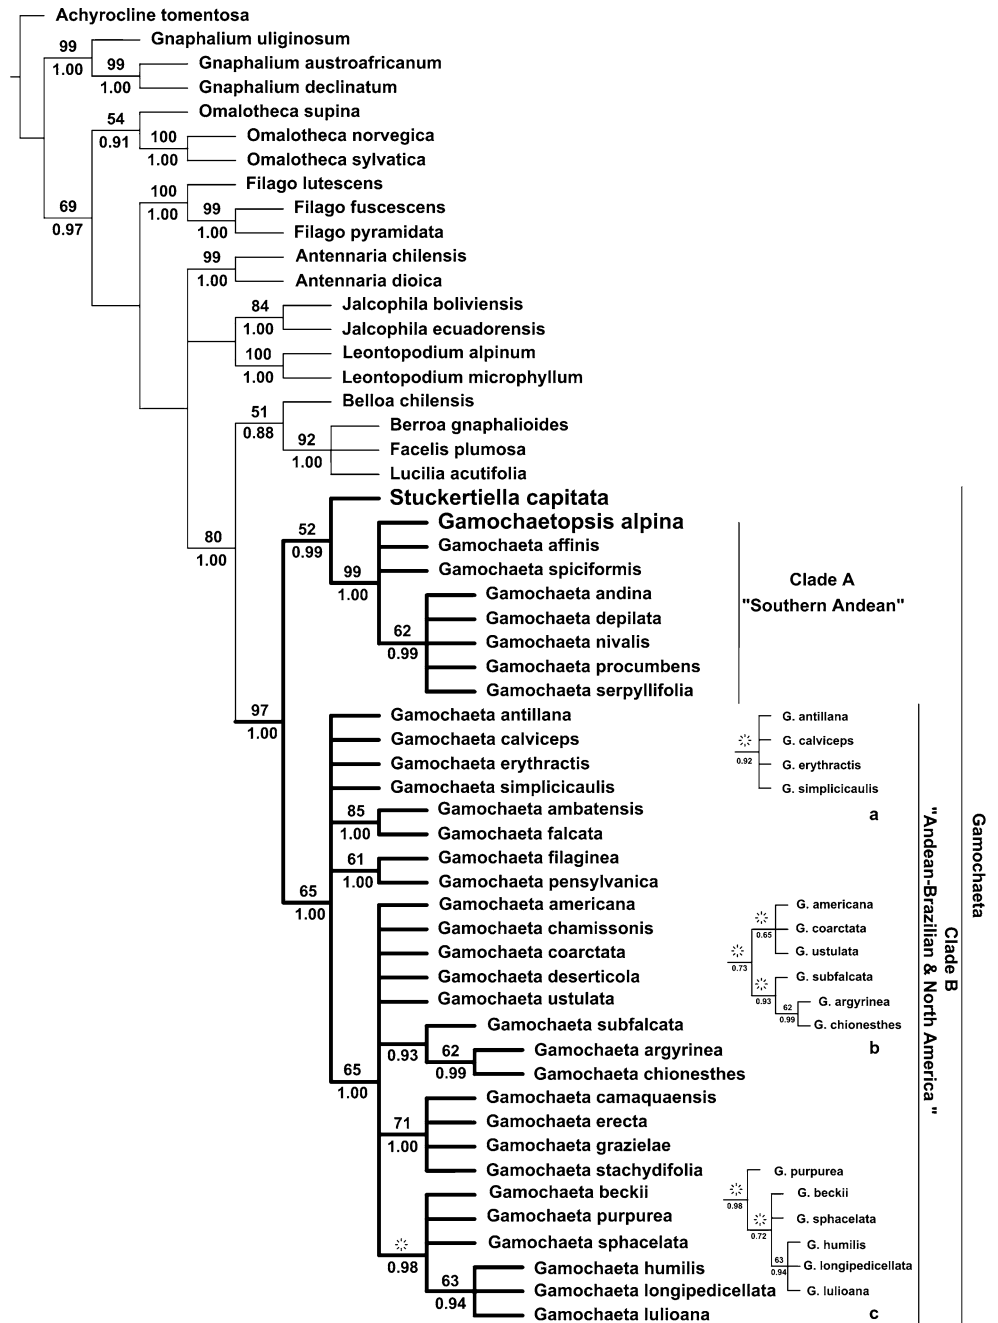 Achyrocline tomentosa
Gnaphalium uliginosum
99
1.00
Gnaphalium austroafricanum
99
1.00
Gnaphalium declinatum
Omalotheca supina
54
0.91
Omalotheca norvegica
100
1.00
Omalotheca sylvatica
69
0.97
Filago lutescens
100
1.00
Filago fuscescens
99
1.00
Filago pyramidata
Antennaria chilensis
99
1.00
Antennaria dioica
Jalcophila boliviensis
84
1.00
Jalcophila ecuadorensis
Leontopodium alpinum
100
1.00
Leontopodium microphyllum
Belloa chilensis
51
0.88
Berroa gnaphalioides
92
1.00
Facelis plumosa
Lucilia acutifolia
80
1.00
Stuckertiella capitata
52
0.99
Gamochaetopsis alpina
Gamochaeta affinis
Gamochaeta spiciformis
99
1.00
Gamochaeta andina
Gamochaeta depilata
Gamochaeta nivalis
62
0.99
Gamochaeta procumbens
Gamochaeta serpyllifolia
Clade A
"Southern Andean"
97
1.00
Gamochaeta antillana
Gamochaeta calviceps
Gamochaeta erythractis
Gamochaeta simplicicaulis
Gamochaeta ambatensis
85
1.00
Gamochaeta falcata
Gamochaeta filaginea
61
1.00
Gamochaeta pensylvanica
65
1.00
Gamochaeta americana
Gamochaeta chamissonis
Gamochaeta coarctata
Gamochaeta deserticola
Gamochaeta ustulata
Gamochaeta subfalcata
0.93
Gamochaeta argyrinea
62
0.99
Gamochaeta chionesthes
65
1.00
Gamochaeta camaquaensis
Gamochaeta erecta
71
1.00
Gamochaeta grazielae
Gamochaeta stachydifolia
Gamochaeta beckii
Gamochaeta purpurea
Gamochaeta sphacelata
0.98
Gamochaeta humilis
63
0.94
Gamochaeta longipedicellata
Gamochaeta lulioana
G. antillana
G. calviceps
0.92
G. erythractis
G. simplicicaulis
a
G. americana
0.65
G. coarctata
G. ustulata
0.73
G. subfalcata
0.93
G. argyrinea
62
0.99
G. chionesthes
b
G. purpurea
0.98
G. beckii
G. sphacelata
0.72
G. humilis
63
0.94
G. longipedicellata
G. lulioana
c
Gamochaeta
Clade B
"Andean-Brazilian & North America "